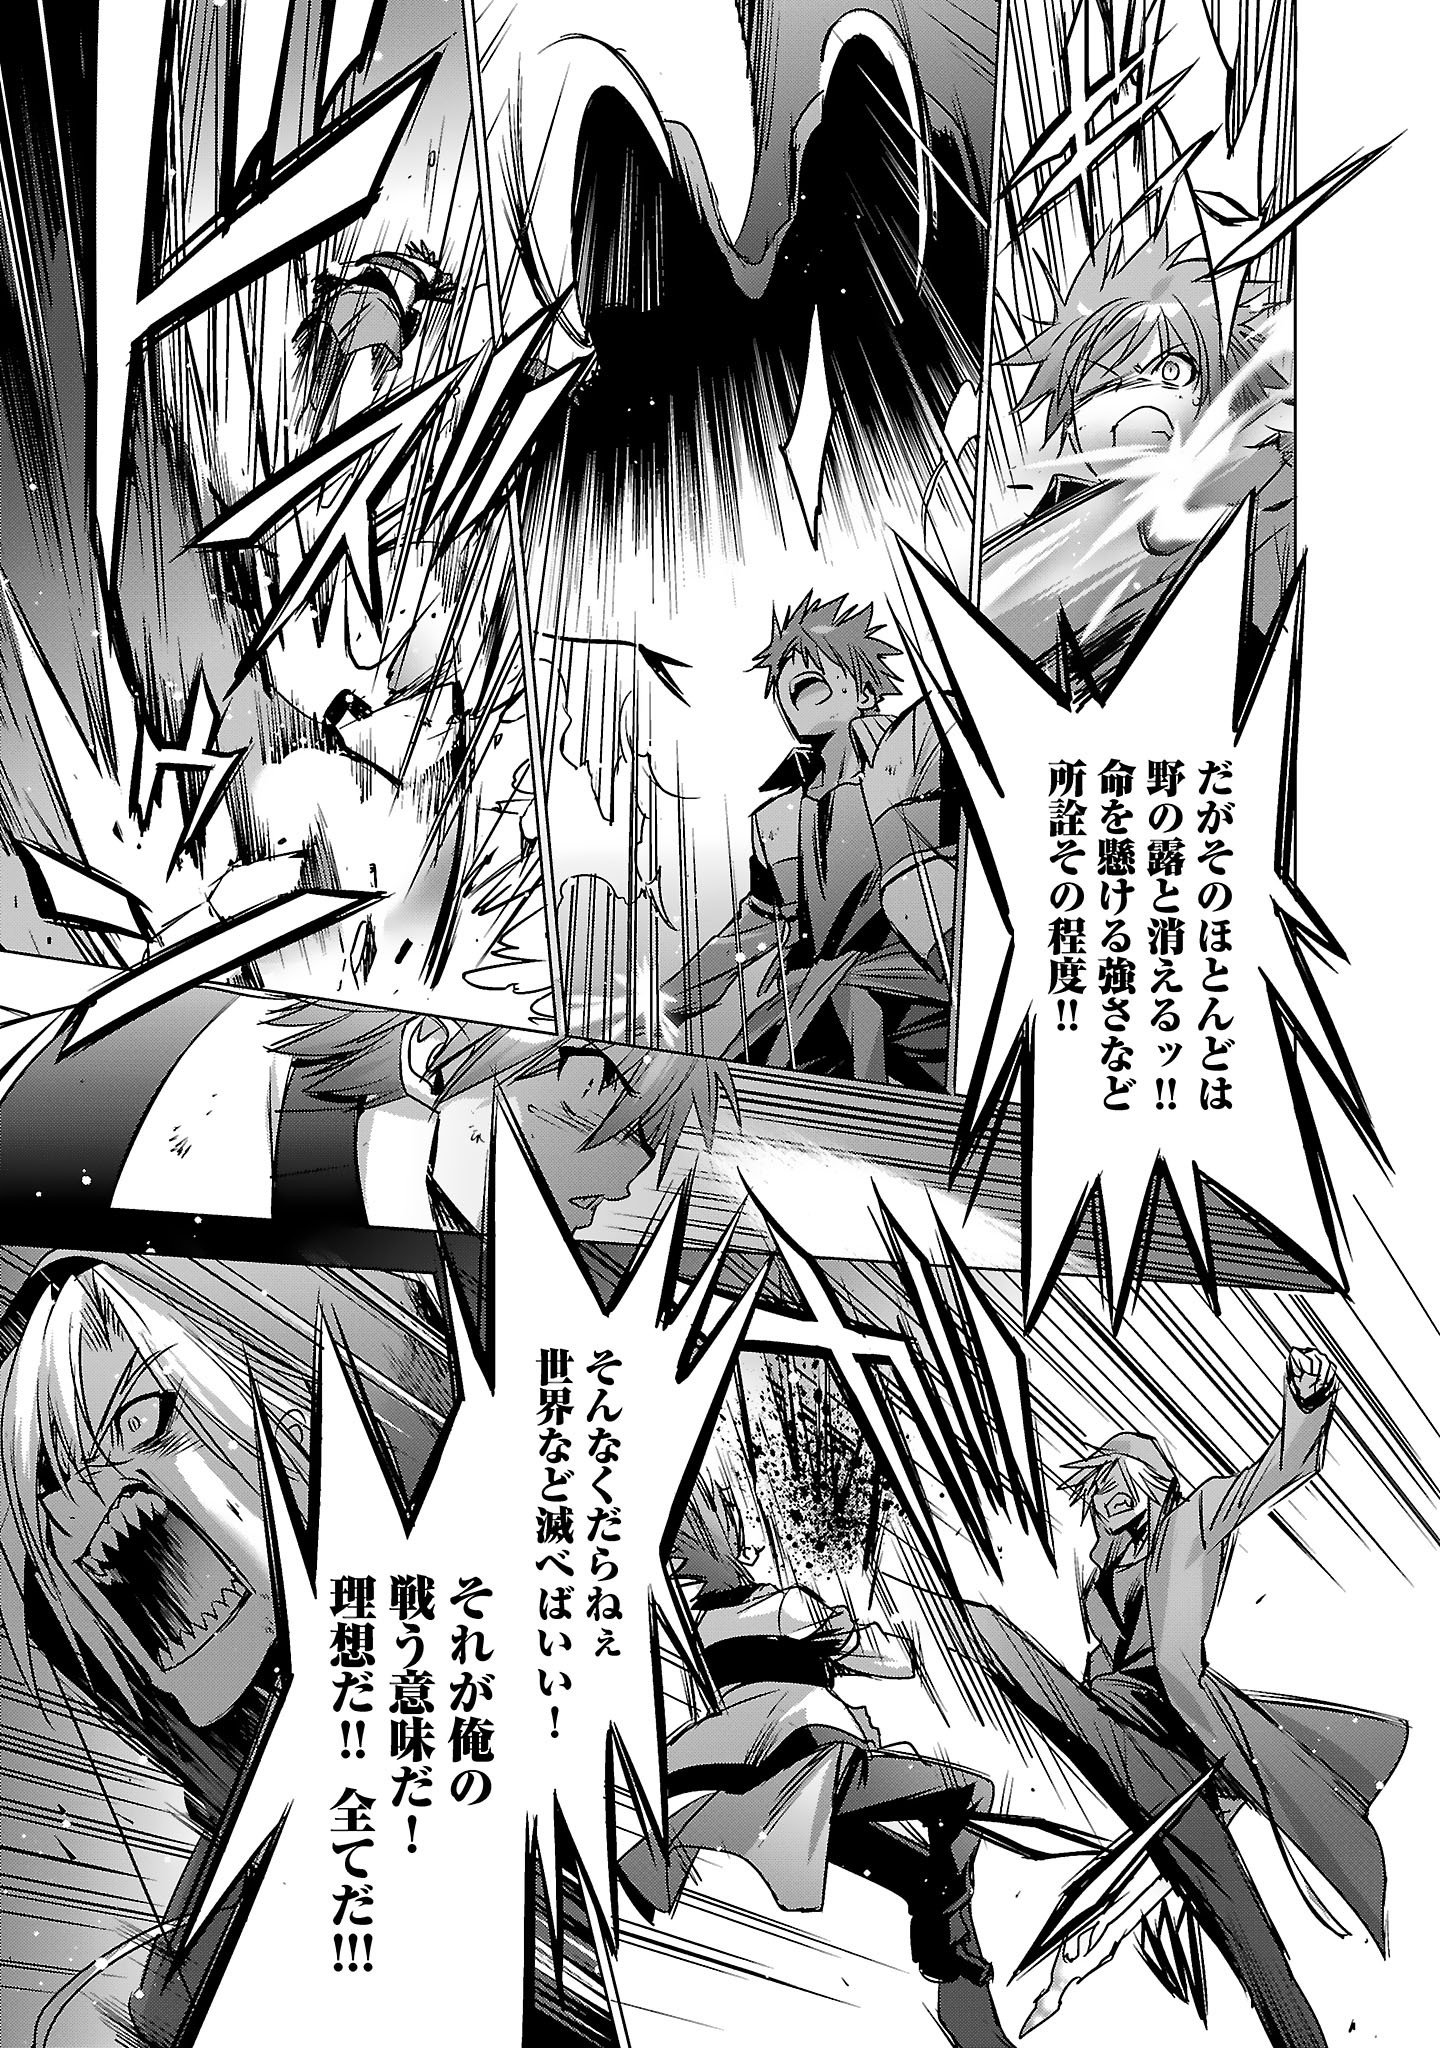 だがそのほとんどは
野の露と消えるッ!!
命を懸ける強さなど
所詮その程度!!
そんなくだらねぇ
世界など滅べばいい!
それが俺の
戦う意味だ!
理想だ!! 全てだ!!!